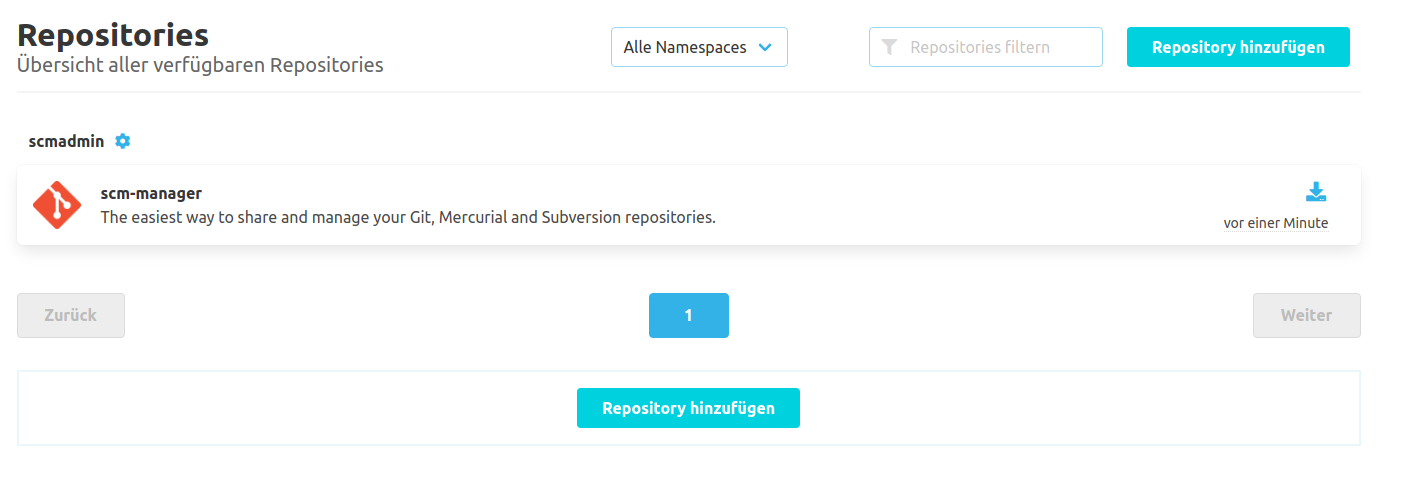 Repositories
Übersicht aller verfügbaren Repositories
Alle Namespaces
Repositories filtern
Repository hinzufügen
scmadmin
scm-manager
The easiest way to share and manage your Git, Mercurial and Subversion repositories.
vor einer Minute
Zurück
1
Weiter
Repository hinzufügen